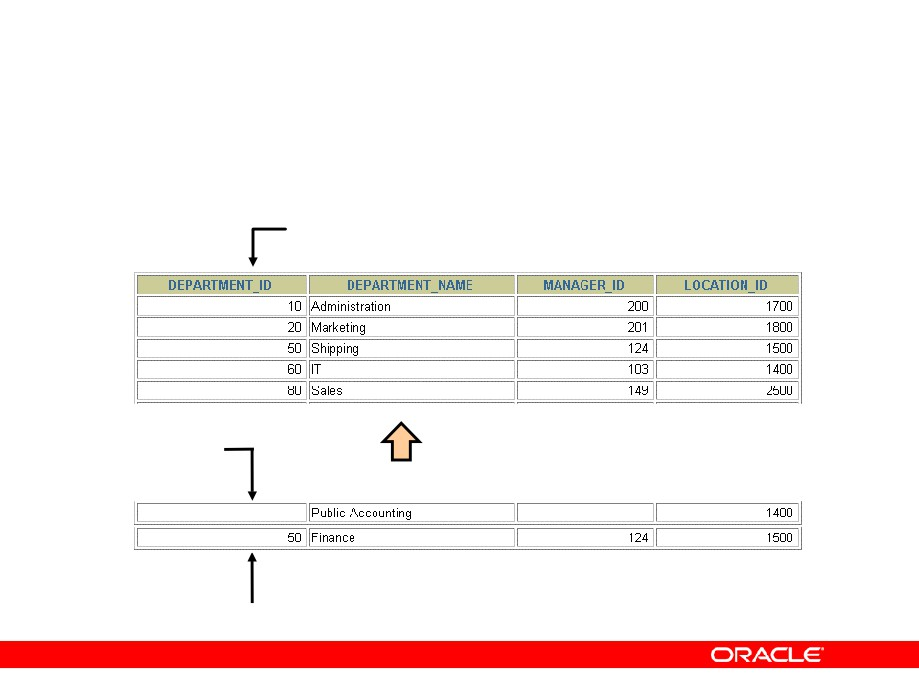 DEPARTMENT_ID DEPARTMENT_NAME MANAGER_ID LOCATION_ID
10 Administration 200 1700
20 Marketing 201 1800
50 Shipping 124 1500
60 IT 103 1400
80 Sales 149 2500
Public Accounting 1400
50 Finance 124 1500
ORACLE